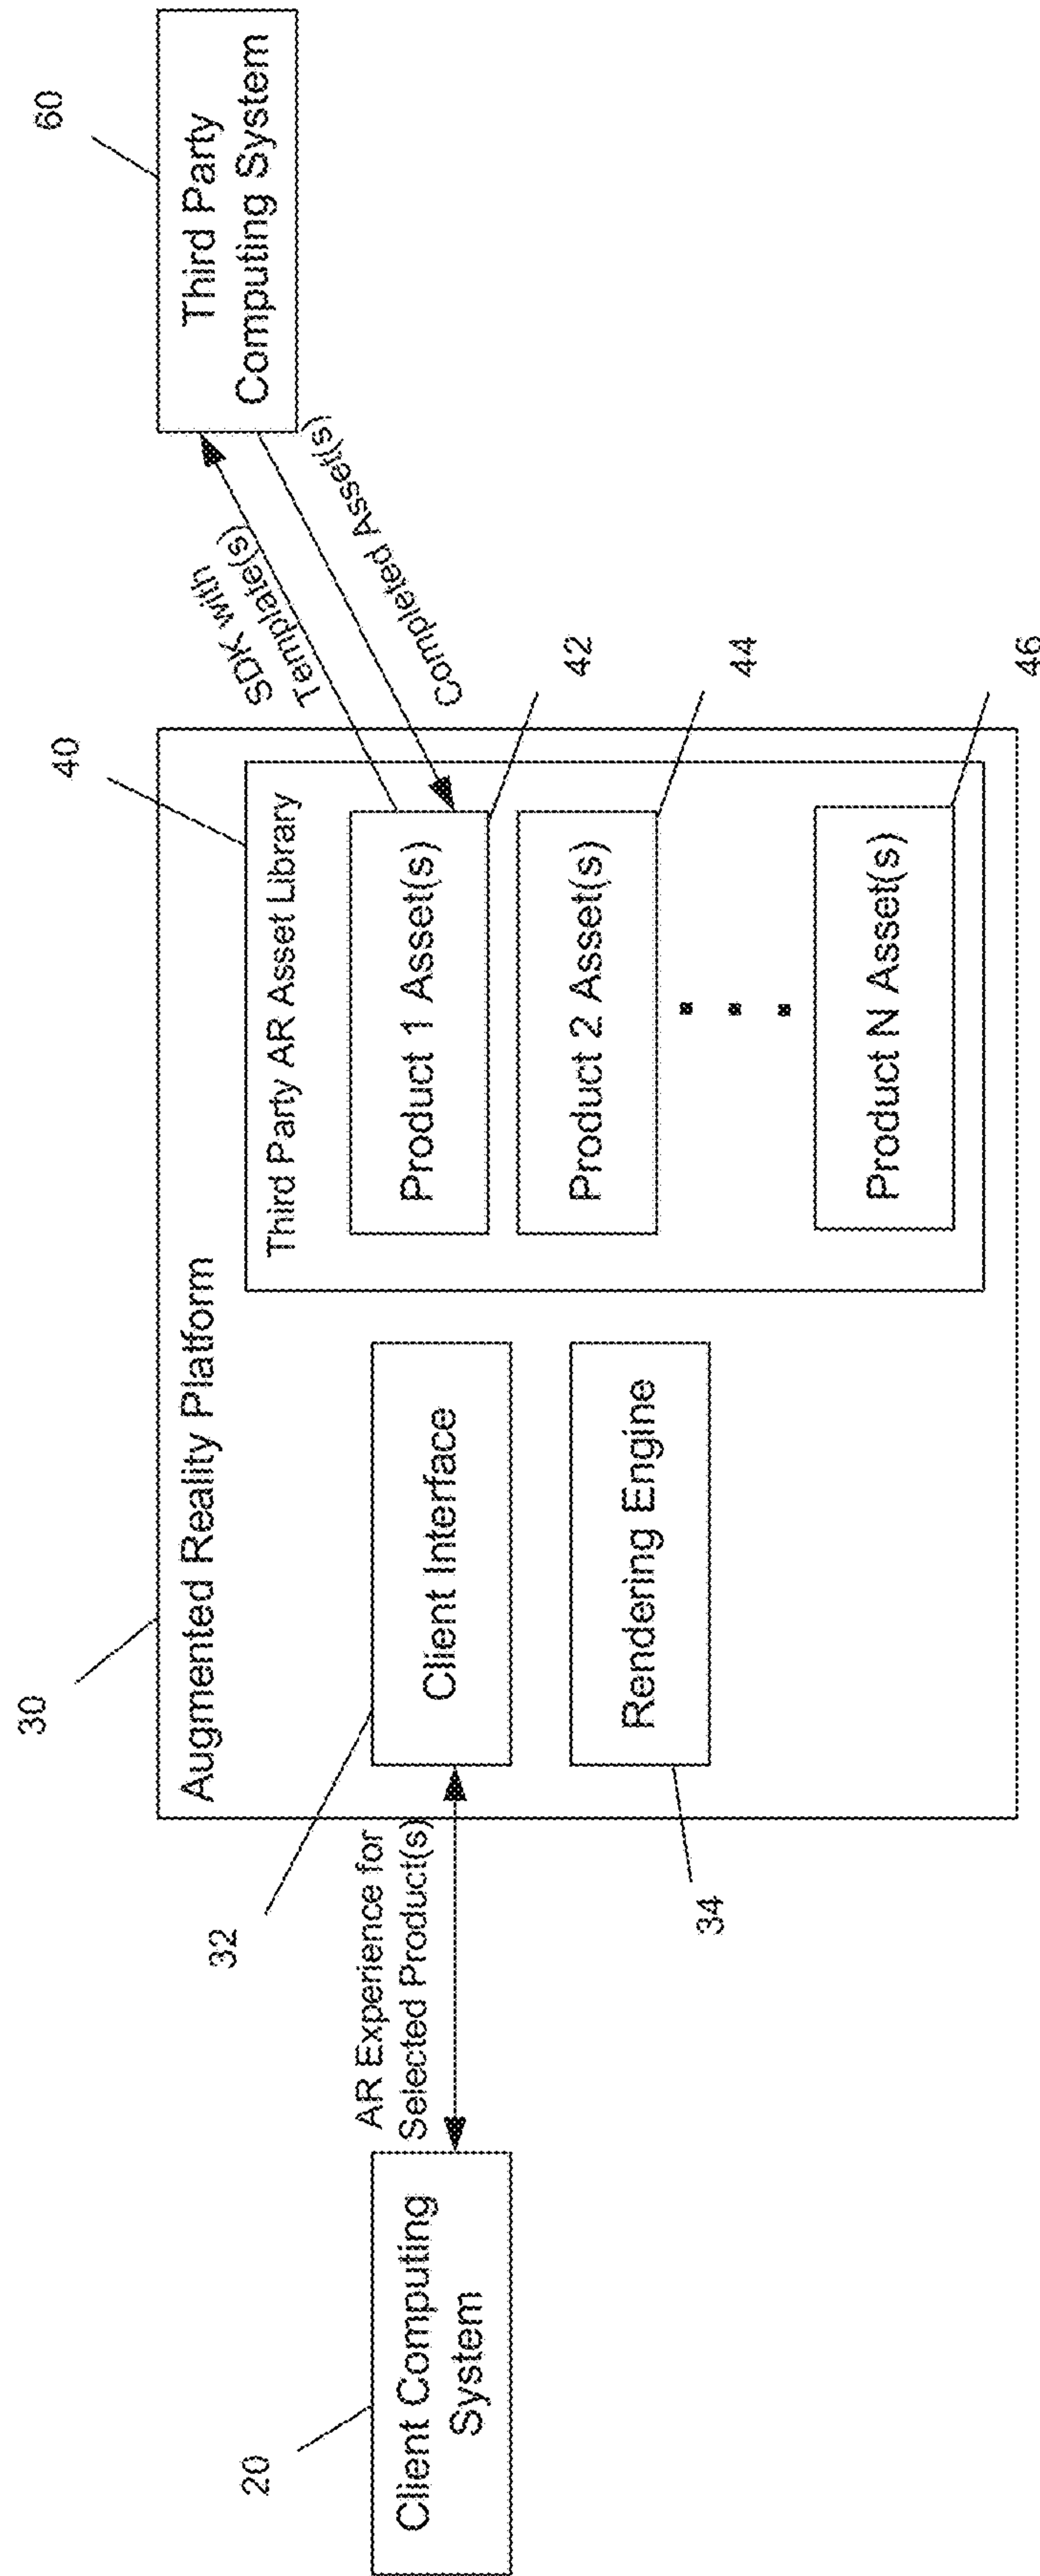 20
Client Computing
System
AR Experience for
Selected Product(s)
30
Augmented Reality Platform
32
Client Interface
34
Rendering Engine
40
Third Party AR Asset Library
Product 1 Asset(s)
42
Product 2 Asset(s)
44
Product N Asset(s)
46
SDK with
Template(s)
Completed Asset(s)
60
Third Party
Computing System